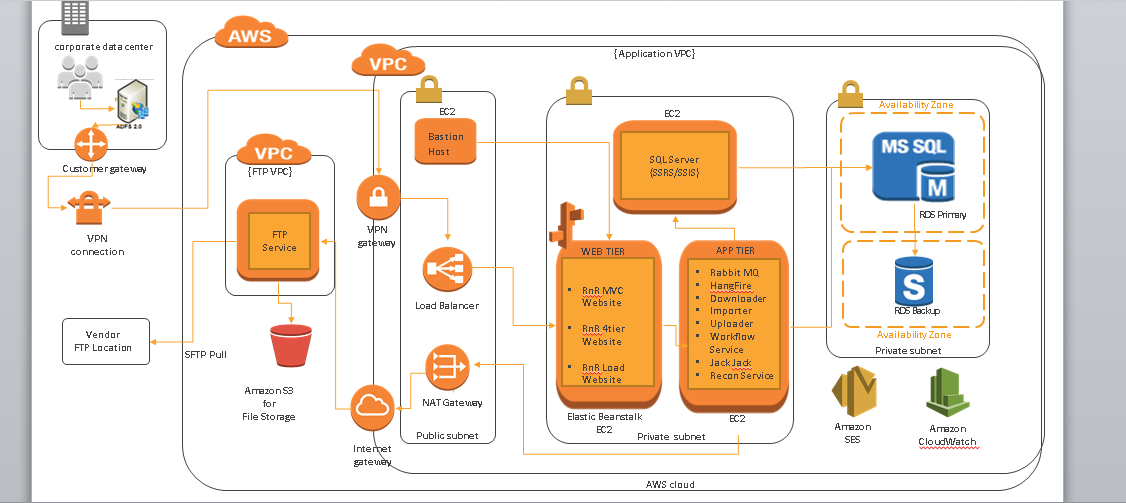 corporate data center
ADFS 2.0
Customer gateway
VPN
connection
Vendor
FTP Location
AWS
VPC
{FTP VPC}
FTP
Service
SFTP Pull
Amazon S3
for
File Storage
VPC
{Application VPC}
EC2
Bastion
Host
VPN
gateway
Load Balancer
NAT Gateway
Public subnet
Internet
gateway
EC2
SQL Server
(SSRS/SSIS)
WEB TIER
RnR MVC
Website
RnR 4tier
Website
RnR Load
Website
Elastic Beanstalk
EC2
APP TIER
Rabbit MQ
HangFire
Downloader
Importer
Uploader
Workflow
Service
JackJack
Recon Service
EC2
Private subnet
Availability Zone
MS SQL
M
RDS Primary
S
RDS Backup
Availability Zone
Private subnet
Amazon
SES
Amazon
CloudWatch
AWS cloud